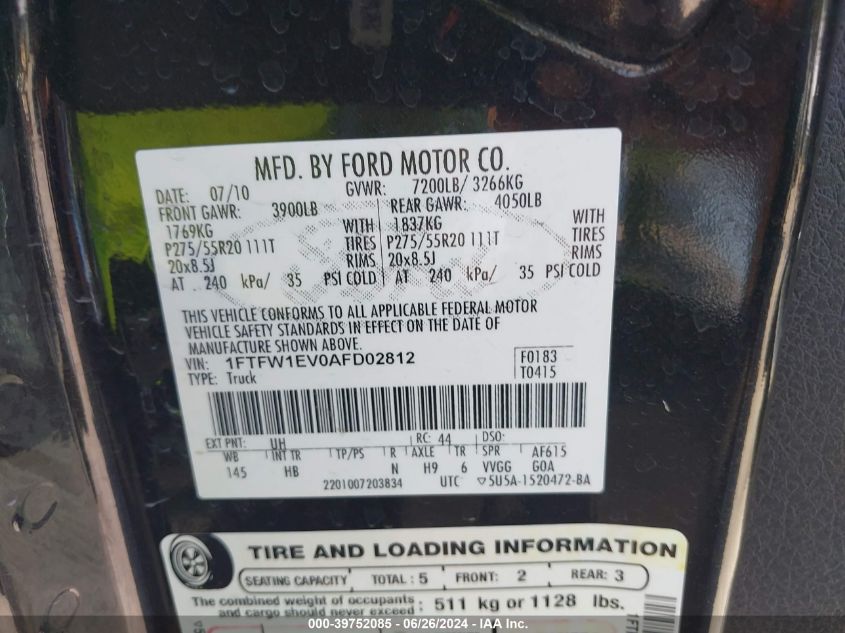 MFD. BY FORD MOTOR CO.
DATE: 07/10 GVWR: 7200LB/ 3266KG
FRONT GAWR: 3900LB REAR GAWR: 4050LB
1769KG WITH 1837KG WITH
P275/55R20 111T TIRES P275/55R20 111T TIRES
20x8.5J RIMS 20x8.5J RIMS
AT 240 kPa/ 35 PSI COLD AT 240 kPa/ 35 PSI COLD
THIS VEHICLE CONFORMS TO ALL APPLICABLE FEDERAL MOTOR
VEHICLE SAFETY STANDARDS IN EFFECT ON THE DATE OF
MANUFACTURE SHOWN ABOVE.
VIN: 1FTFW1EV0AFD02812 F0183
TYPE: Truck T0415
EXT PNT: UH RC: 44 DSO:
WB INT TR TP/PS R AXLE TR SPR AF615
145 HB N H9 6 VVGG GOA
2201007203834 UTC ▽5U5A-1520472-BA
TIRE AND LOADING INFORMATION
SEATING CAPACITY TOTAL : 5 FRONT: 2 REAR: 3
The combined weight of occupants
and cargo should never exceed : 511 kg or 1128 lbs.
000-39752085 - 06/26/2024 - IAA Inc.